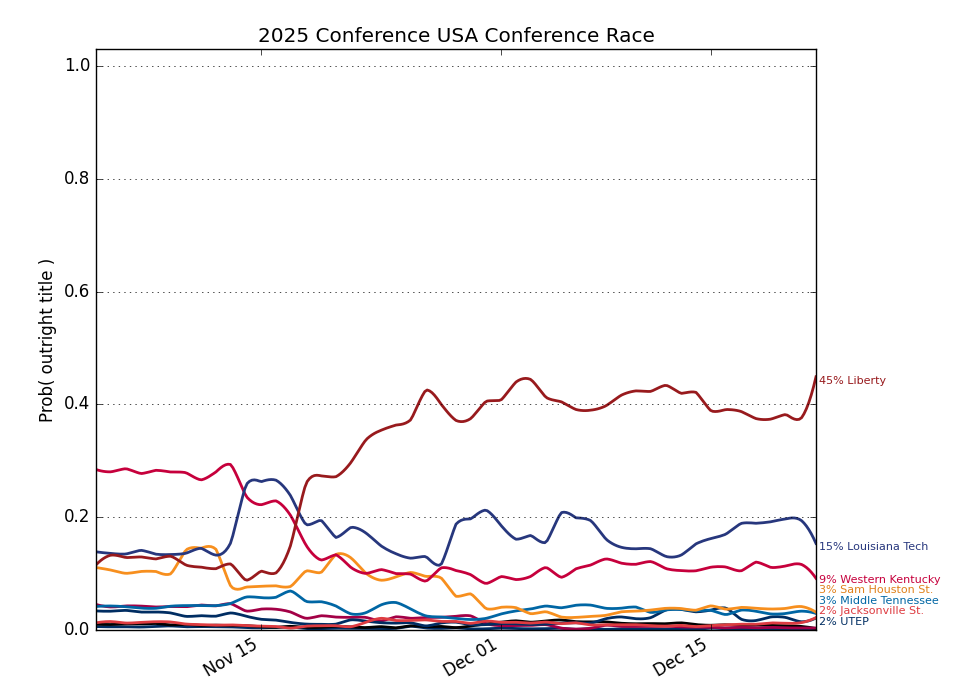 2025 Conference USA Conference Race
1.0
0.8
0.6
0.4
0.2
0.0
Prob( outright title )
Nov 15
Dec 01
Dec 15
45% Liberty
15% Louisiana Tech
9% Western Kentucky
3% Sam Houston St.
3% Middle Tennessee
2% Jacksonville St.
2% UTEP